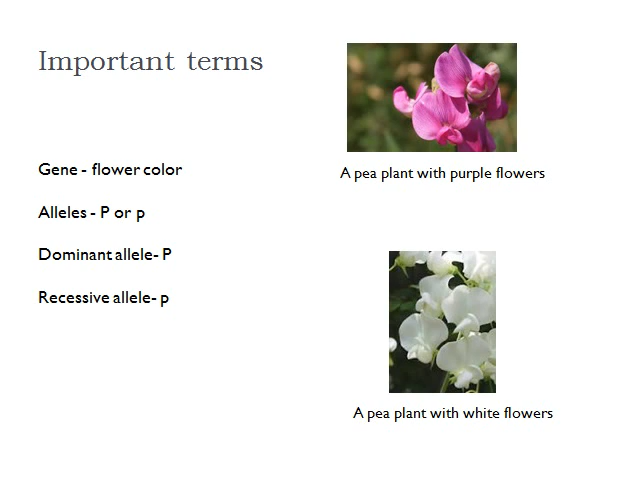 Important terms
Gene - flower color
Alleles - P or p
Dominant allele- P
Recessive allele- p
A pea plant with purple flowers
A pea plant with white flowers